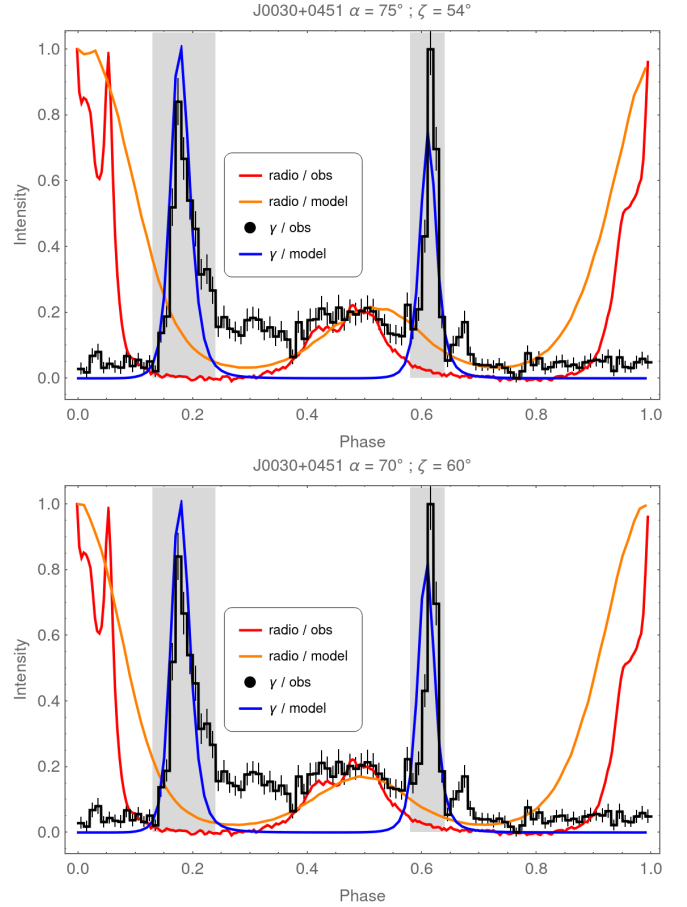 J0030+0451 α = 75° ; ζ = 54°
1.0
0.8
0.6
0.4
0.2
0.0
Intensity
radio / obs
radio / model
γ / obs
γ / model
0.0 0.2 0.4 0.6 0.8 1.0
Phase
J0030+0451 α = 70° ; ζ = 60°
1.0
0.8
0.6
0.4
0.2
0.0
Intensity
radio / obs
radio / model
γ / obs
γ / model
0.0 0.2 0.4 0.6 0.8 1.0
Phase